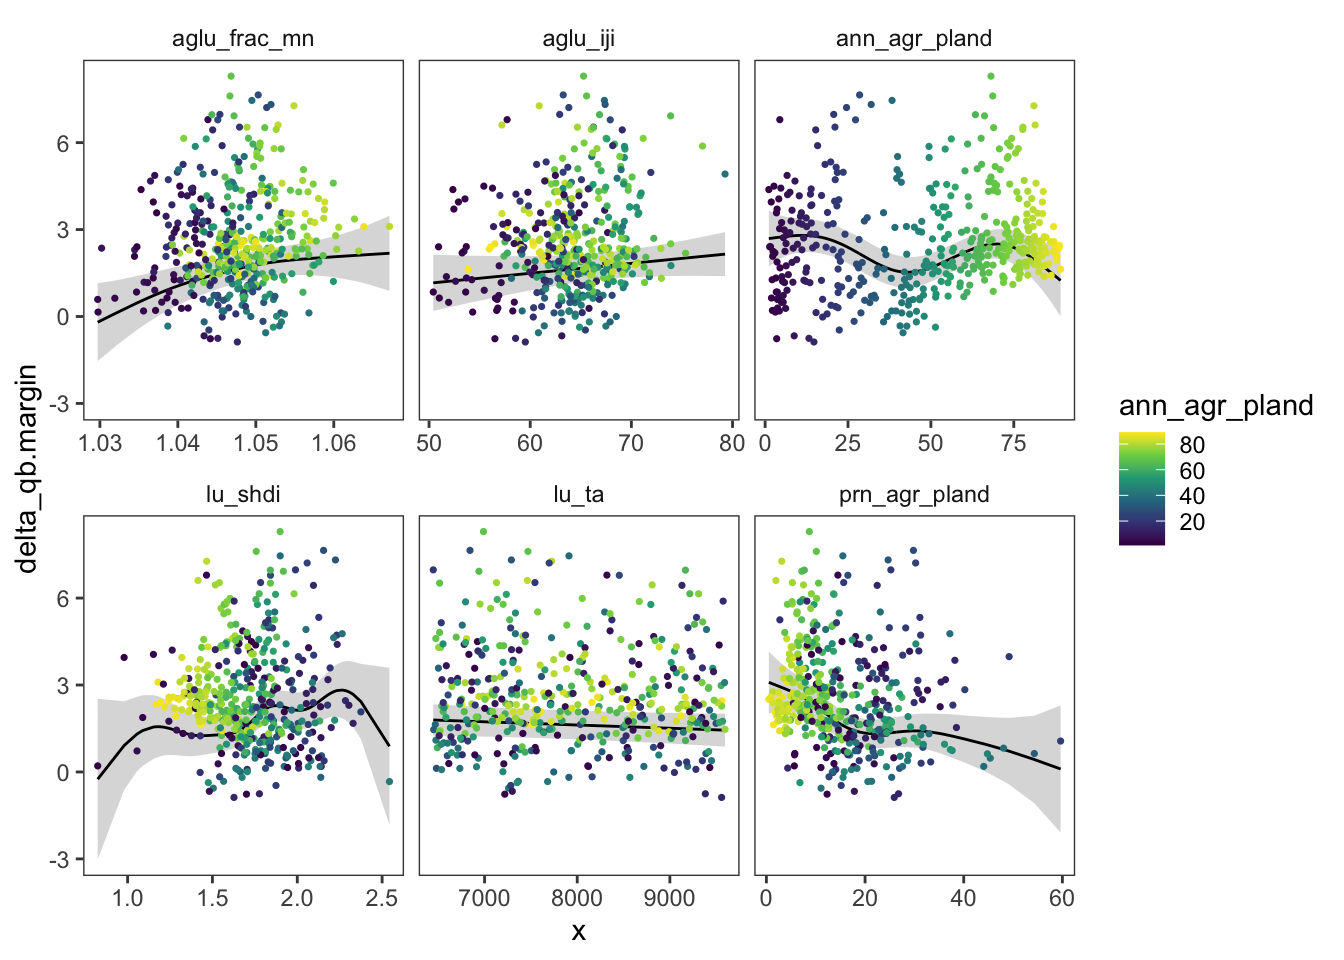 aglu_frac_mn aglu_iji ann_agr_pland
6
3
0
-3
1.03 1.04 1.05 1.06 50 60 70 80 0 25 50 75
delta_qb.margin
ann_agr_pland
80
60
40
20
lu_shdi lu_ta prn_agr_pland
6
3
0
-3
1.0 1.5 2.0 2.5 7000 8000 9000 0 20 40 60
x